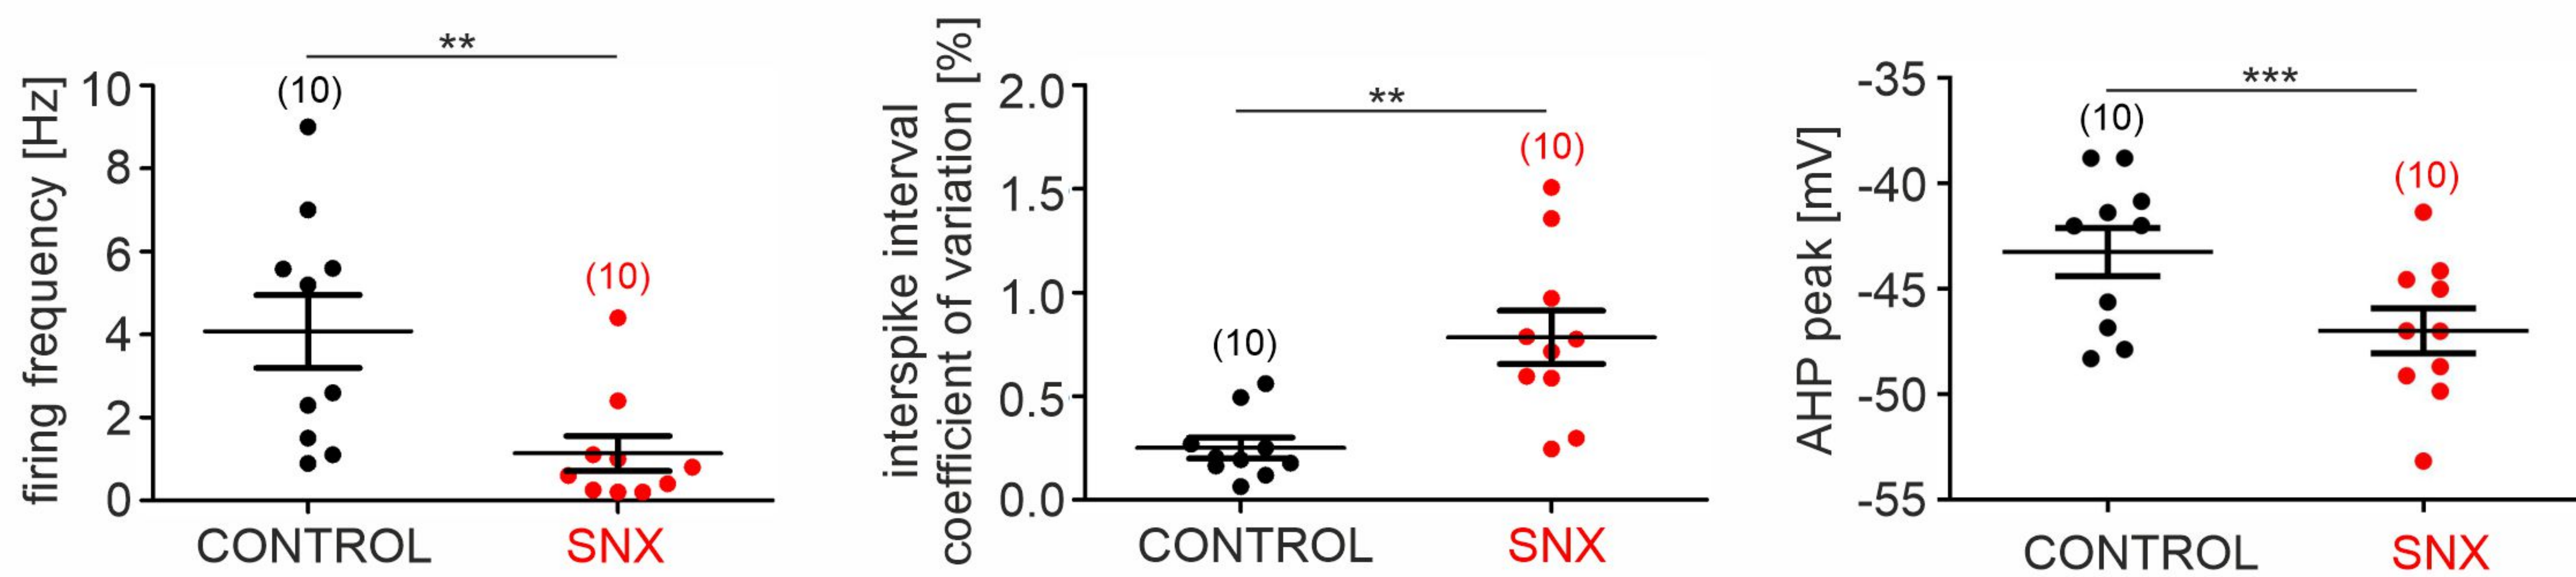 firing frequency [Hz]
10
8
6
4
2
0
**
(10)
(10)
CONTROL
SNX
interspike interval
coefficient of variation [%]
2.0
1.5
1.0
0.5
0.0
**
(10)
(10)
CONTROL
SNX
AHP peak [mV]
-35
-40
-45
-50
-55
***
(10)
(10)
CONTROL
SNX